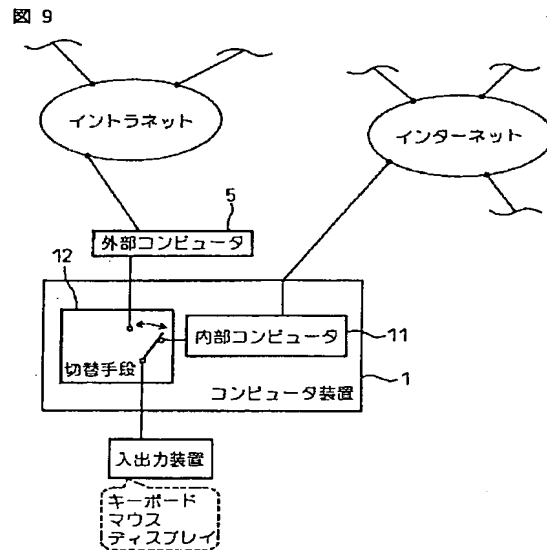 図 9
イントラネット
インターネット
5
外部コンピュータ
12
内部コンピュータ
11
切替手段
コンピュータ装置
1
入出力装置
キーボード
マウス
ディスプレイ